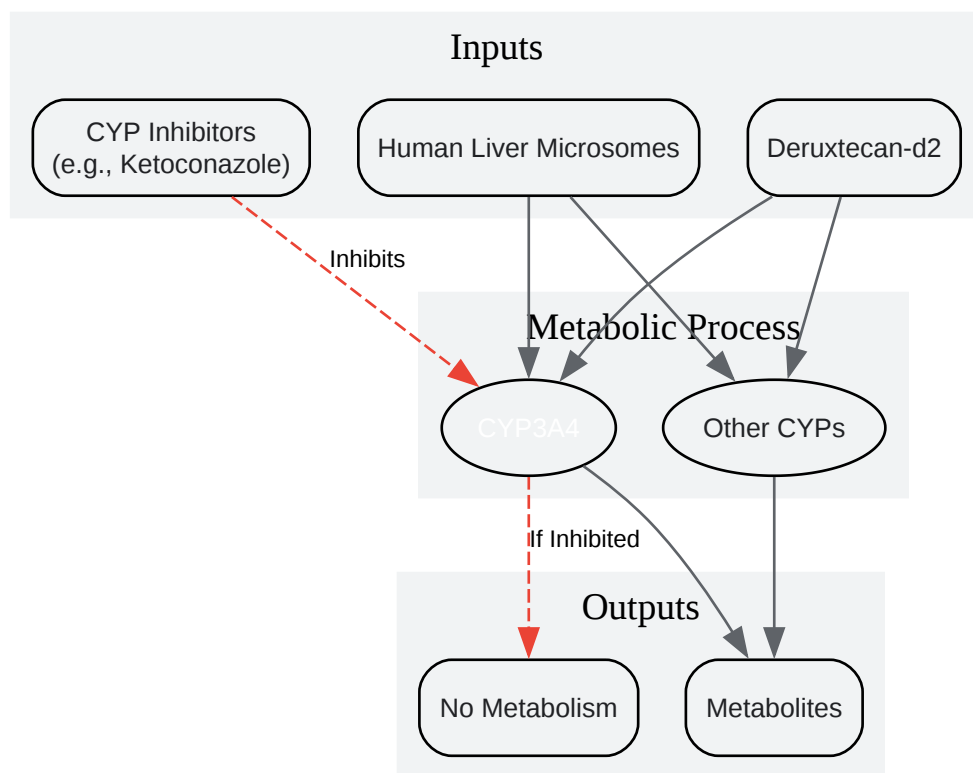 Inputs
CYP Inhibitors
(e.g., Ketoconazole)
Human Liver Microsomes
Deruxtecan-d2
Inhibits
Metabolic Process
CYP3A4
Other CYPs
If Inhibited
Outputs
No Metabolism
Metabolites